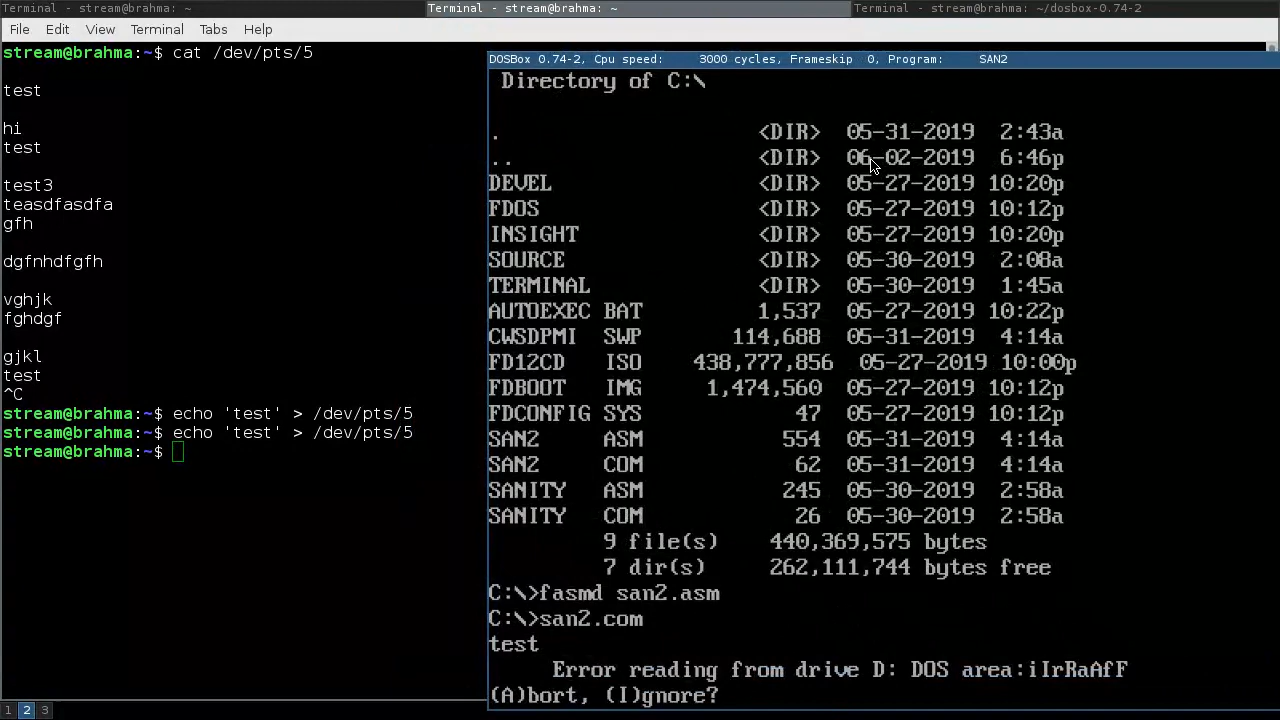 Terminal - stream@brahma: ~
Terminal - stream@brahma: ~
Terminal - stream@brahma: ~/dosbox-0.74-2
File Edit View Terminal Tabs Help
stream@brahma:~$ cat /dev/pts/5
test
hi
test
test3
teasdfasdfa
gfh
dgfnhdfgfh
vghjk
fghdgf
gjkl
test
^C
stream@brahma:~$ echo 'test' > /dev/pts/5
stream@brahma:~$ echo 'test' > /dev/pts/5
stream@brahma:~$
DOSBox 0.74-2, Cpu speed: 3000 cycles, Frameskip 0, Program: SAN2
Directory of C:\
. <DIR> 05-31-2019 2:43a
.. <DIR> 06-02-2019 6:46p
DEVEL <DIR> 05-27-2019 10:20p
FDOS <DIR> 05-27-2019 10:12p
INSIGHT <DIR> 05-27-2019 10:20p
SOURCE <DIR> 05-30-2019 2:08a
TERMINAL <DIR> 05-30-2019 1:45a
AUTOEXEC BAT 1,537 05-27-2019 10:22p
CWSDPMI SWP 114,688 05-31-2019 4:14a
FD12CD ISO 438,777,856 05-27-2019 10:00p
FDBOOT IMG 1,474,560 05-27-2019 10:12p
FDCONFIG SYS 47 05-27-2019 10:12p
SAN2 ASM 554 05-31-2019 4:14a
SAN2 COM 62 05-31-2019 4:14a
SANITY ASM 245 05-30-2019 2:58a
SANITY COM 26 05-30-2019 2:58a
9 file(s) 440,369,575 bytes
7 dir(s) 262,111,744 bytes free
C:\>fasmd san2.asm
C:\>san2.com
test
Error reading from drive D: DOS area:iIrRaAfF
(A)bort, (I)gnore?
1 2 3